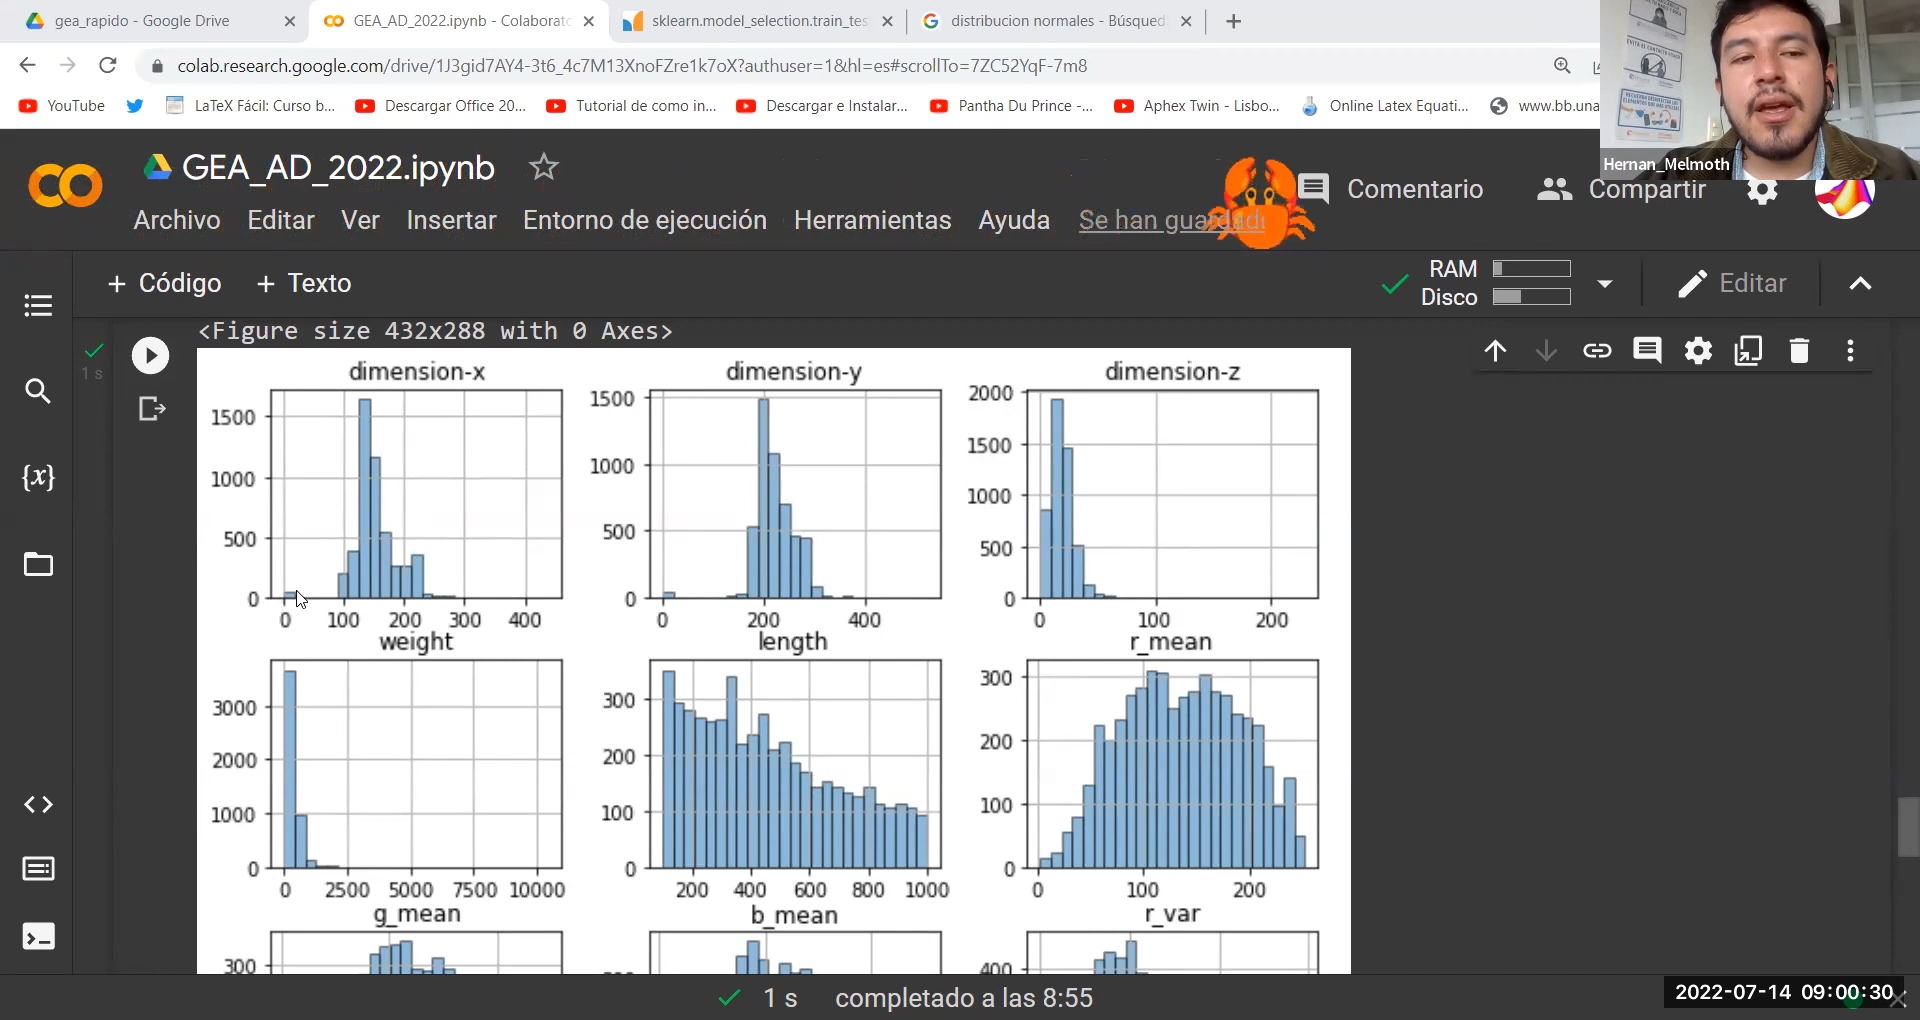 gea_rapido - Google Drive
GEA_AD_2022.ipynb - Colaborato
sklearn.model_selection.train_tes
distribucion normales - Búsqued
colab.research.google.com/drive/1J3gid7AY4-3t6_4c7M13XnoFZre1k7oX?authuser=1&hl=es#scrollTo=7ZC52YqF-7m8
YouTube
LaTeX Fácil: Curso b...
Descargar Office 20...
Tutorial de como in...
Descargar e Instalar...
Pantha Du Prince -...
Aphex Twin - Lisbo...
Online Latex Equati...
www.bb.una
Hernan_Melmoth
GEA_AD_2022.ipynb
Comentario
Compartir
Archivo Editar Ver Insertar Entorno de ejecución Herramientas Ayuda Se han guardad
+ Código + Texto
RAM
Disco
Editar
<Figure size 432x288 with 0 Axes>
1 s
dimension-x
1500
1000
500
0
0 100 200 300 400
dimension-y
1500
1000
500
0
0 200 400
dimension-z
2000
1500
1000
500
0
0 100 200
weight
3000
2000
1000
0
0 2500 5000 7500 10000
length
300
200
100
0
200 400 600 800 1000
r_mean
300
200
100
0
0 100 200
g_mean
300
b_mean
r_var
400
1 s completado a las 8:55
2022-07-14 09:00:30